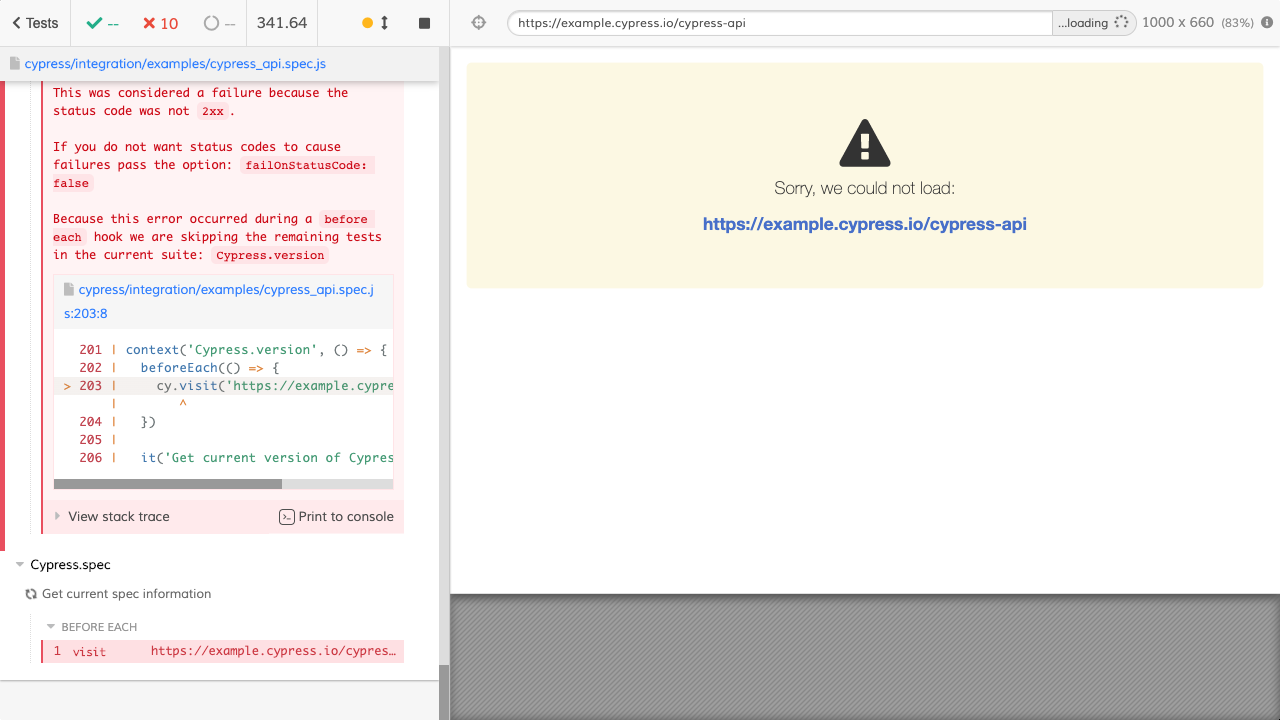 Tests
--
10
--
341.64
https://example.cypress.io/cypress-api
...loading
1000 x 660 (83%)
cypress/integration/examples/cypress_api.spec.js
This was considered a failure because the
status code was not 2xx.
If you do not want status codes to cause
failures pass the option: failOnStatusCode:
false
Because this error occurred during a before
each hook we are skipping the remaining tests
in the current suite: Cypress.version
cypress/integration/examples/cypress_api.spec.j
s:203:8
201 | context('Cypress.version', () => {
202 |   beforeEach(() => {
> 203 |     cy.visit('https://example.cypre
|        ^
204 |   })
205 |
206 |   it('Get current version of Cypres
View stack trace
Print to console
Cypress.spec
Get current spec information
BEFORE EACH
1 visit https://example.cypress.io/cypres…
Sorry, we could not load:
https://example.cypress.io/cypress-api